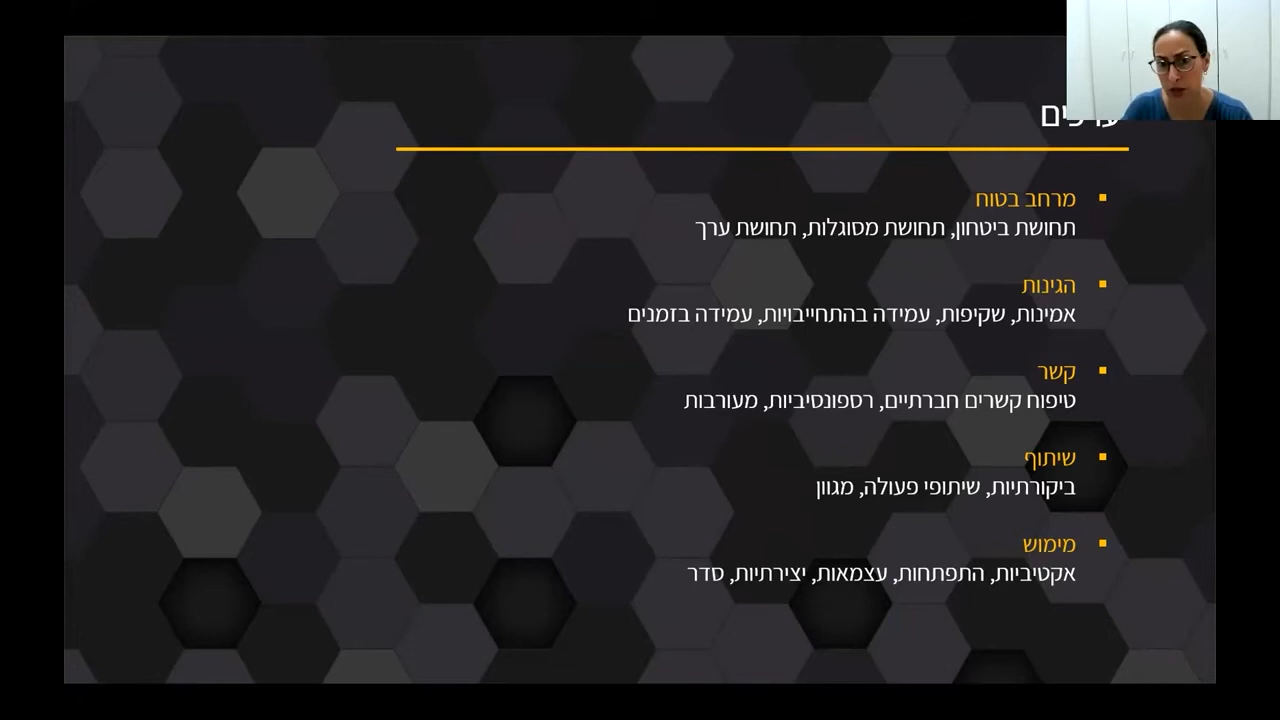 ערכים
מרחב בטוח
תחושת ביטחון, תחושת מסוגלות, תחושת ערך
הגינות
אמינות, שקיפות, עמידה בהתחייבויות, עמידה בזמנים
קשר
טיפוח קשרים חברתיים, רספונסיביות, מעורבות
שיתוף
ביקורתיות, שיתופי פעולה, מגוון
מימוש
אקטיביות, התפתחות, עצמאות, יצירתיות, סדר